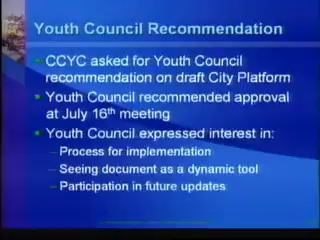 Youth Council Recommendation
CCYC asked for Youth Council
recommendation on draft City Platform
Youth Council recommended approval
at July 16th meeting
Youth Council expressed interest in:
– Process for implementation
– Seeing document as a dynamic tool
– Participation in future updates